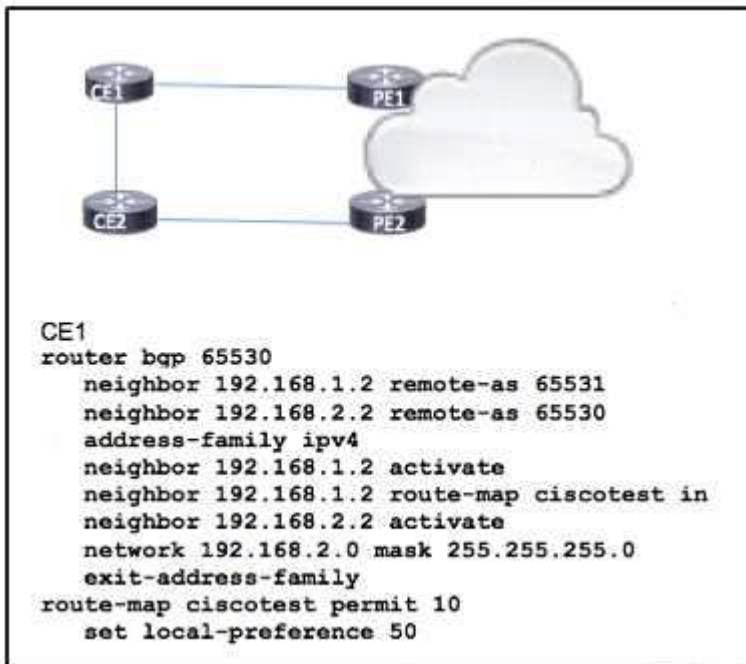 CE1
PE1
CE2
PE2
CE1
router bgp 65530
neighbor 192.168.1.2 remote-as 65531
neighbor 192.168.2.2 remote-as 65530
address-family ipv4
neighbor 192.168.1.2 activate
neighbor 192.168.1.2 route-map ciscotest in
neighbor 192.168.2.2 activate
network 192.168.2.0 mask 255.255.255.0
exit-address-family
route-map ciscotest permit 10
set local-preference 50